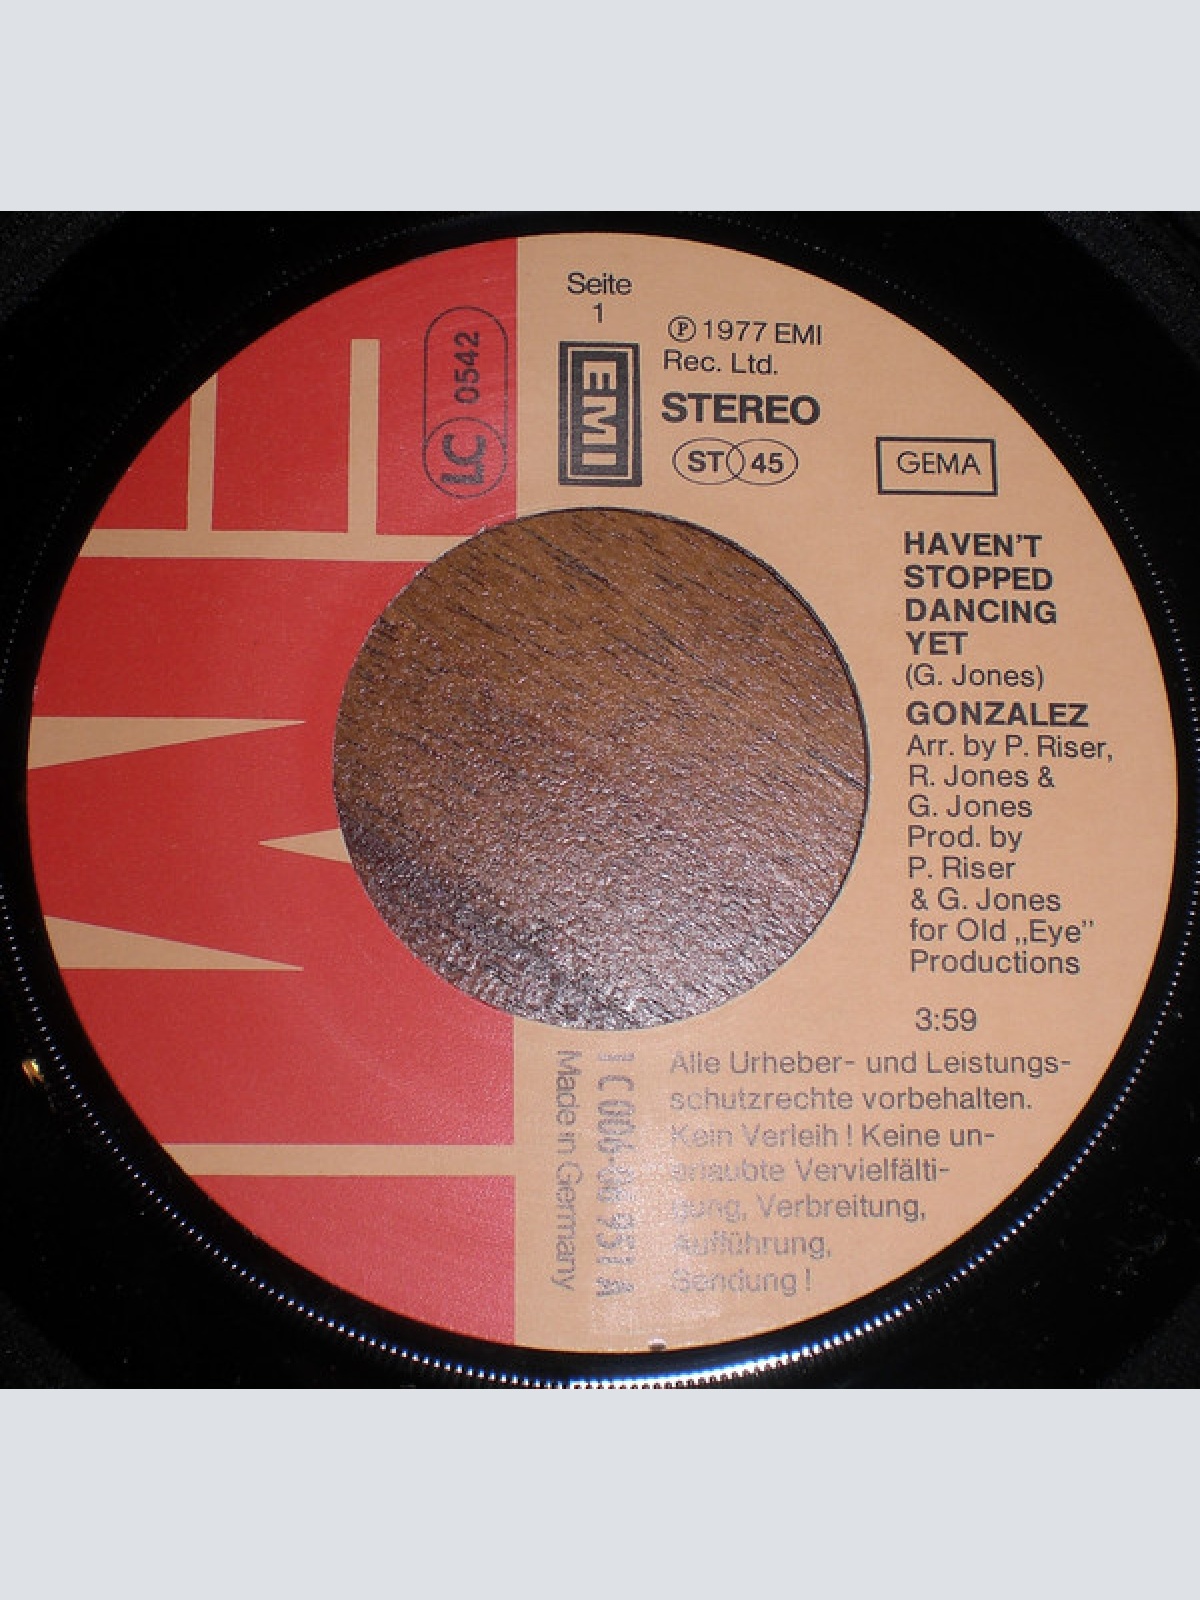 Seite
1
EMI
LC 0542
℗ 1977 EMI
Rec. Ltd.
STEREO
ST 45
GEMA
HAVEN'T
STOPPED
DANCING
YET
(G. Jones)
GONZALEZ
Arr. by P. Riser,
R. Jones &
G. Jones
Prod. by
P. Riser
& G. Jones
for Old „Eye”
Productions
3:59
Alle Urheber- und Leistungs-
schutzrechte vorbehalten.
Kein Verleih ! Keine un-
erlaubte Vervielfälti-
gung, Verbreitung,
Aufführung,
Sendung !
Made in Germany
EMI